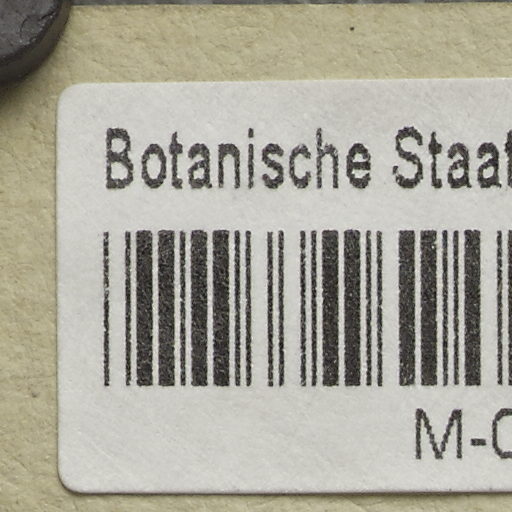 Botanische Staat
M-